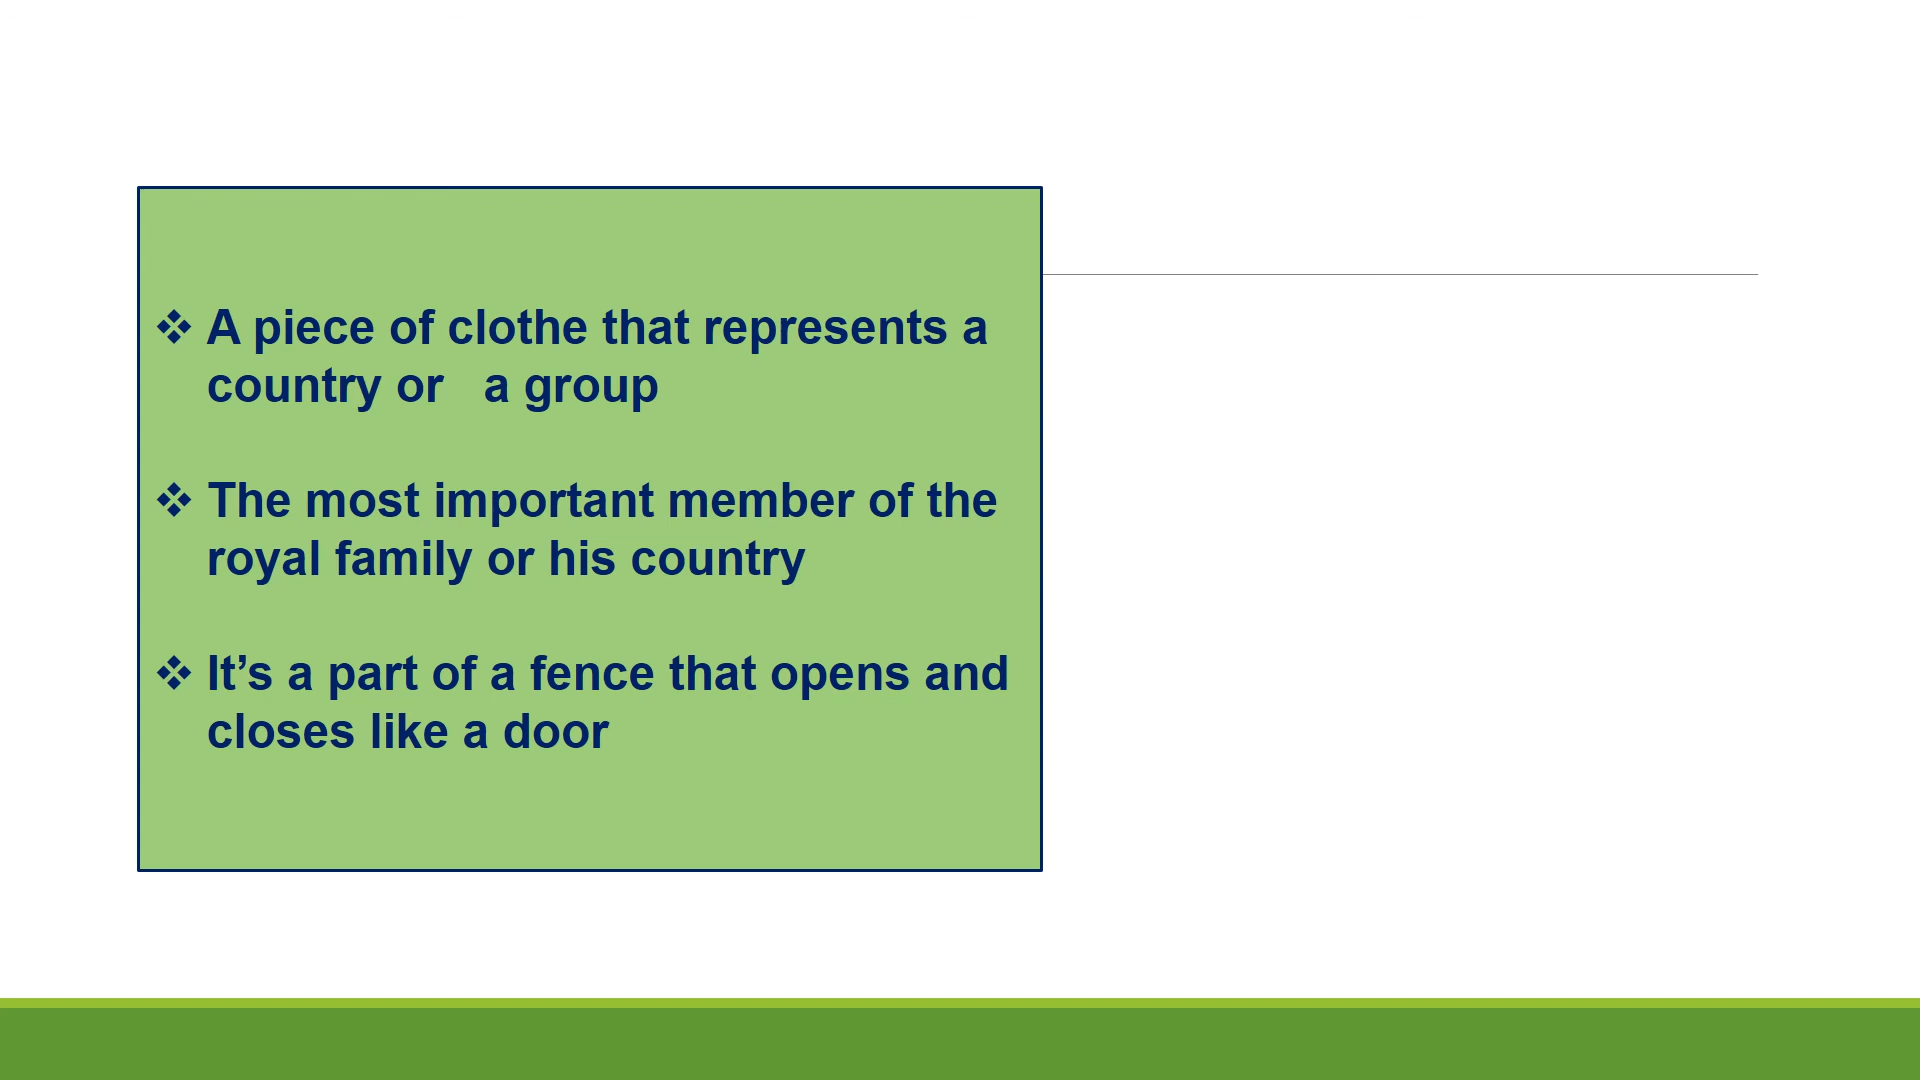 ❖ A piece of clothe that represents a
country or   a group
❖ The most important member of the
royal family or his country
❖ It’s a part of a fence that opens and
closes like a door